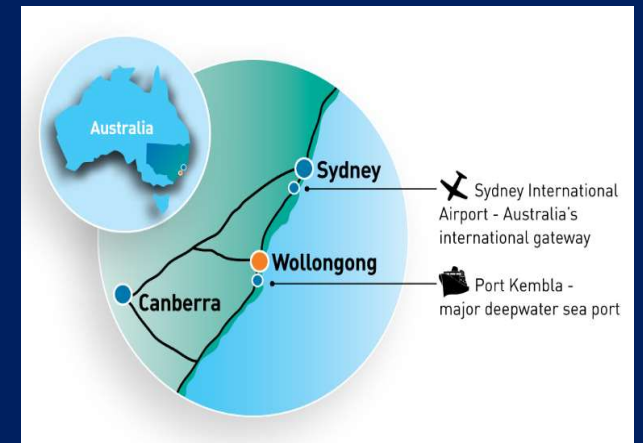 Australia
Sydney
Sydney International
Airport - Australia's
international gateway
Wollongong
Port Kembla -
major deepwater sea port
Canberra